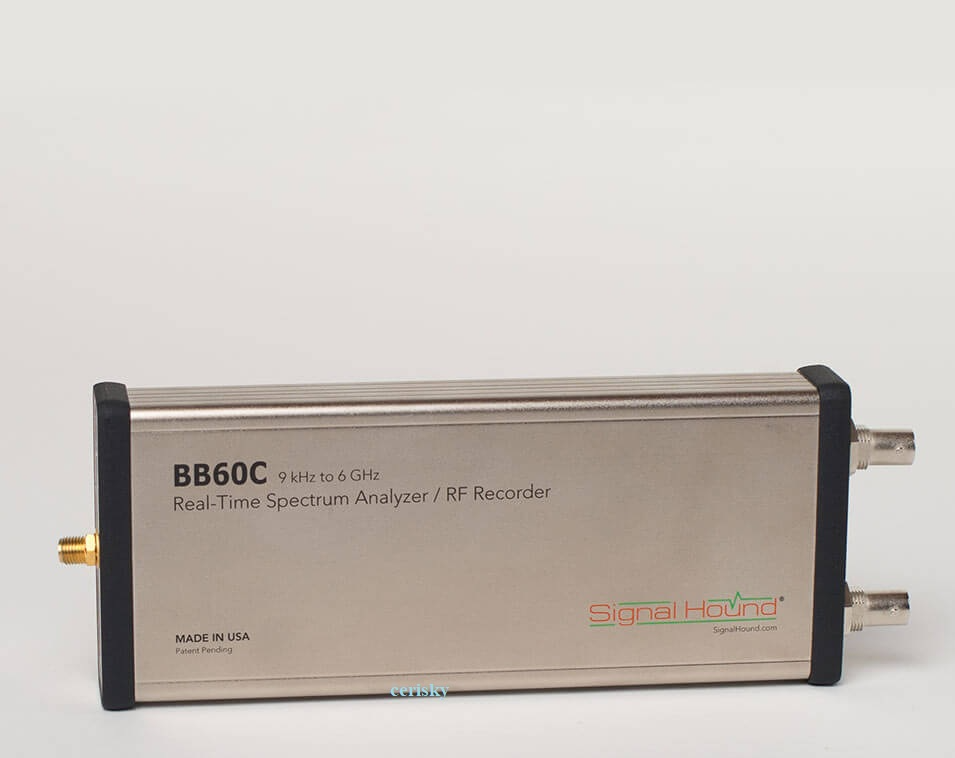 BB60C 9 kHz to 6 GHz
Real-Time Spectrum Analyzer / RF Recorder
Signal Hound®
SignalHound.com
MADE IN USA
Patent Pending
cerisky